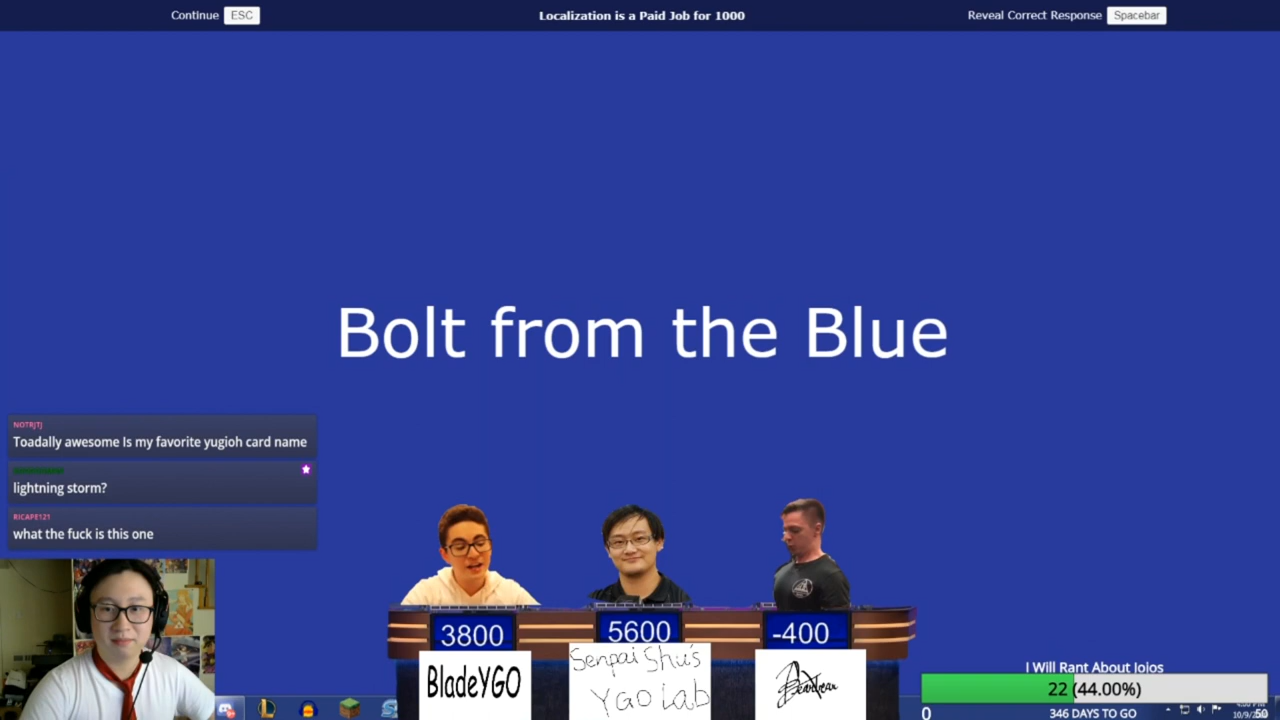 Continue ESC
Localization is a Paid Job for 1000
Reveal Correct Response Spacebar
Bolt from the Blue
NOTRJTJ
Toadally awesome Is my favorite yugioh card name
lightning storm?
RICAPE121
what the fuck is this one
3800
5600
-400
BladeYGO
Senpai Shu's
YGO Lab
I Will Rant About Jojos
22 (44.00%)
0
346 DAYS TO GO
50